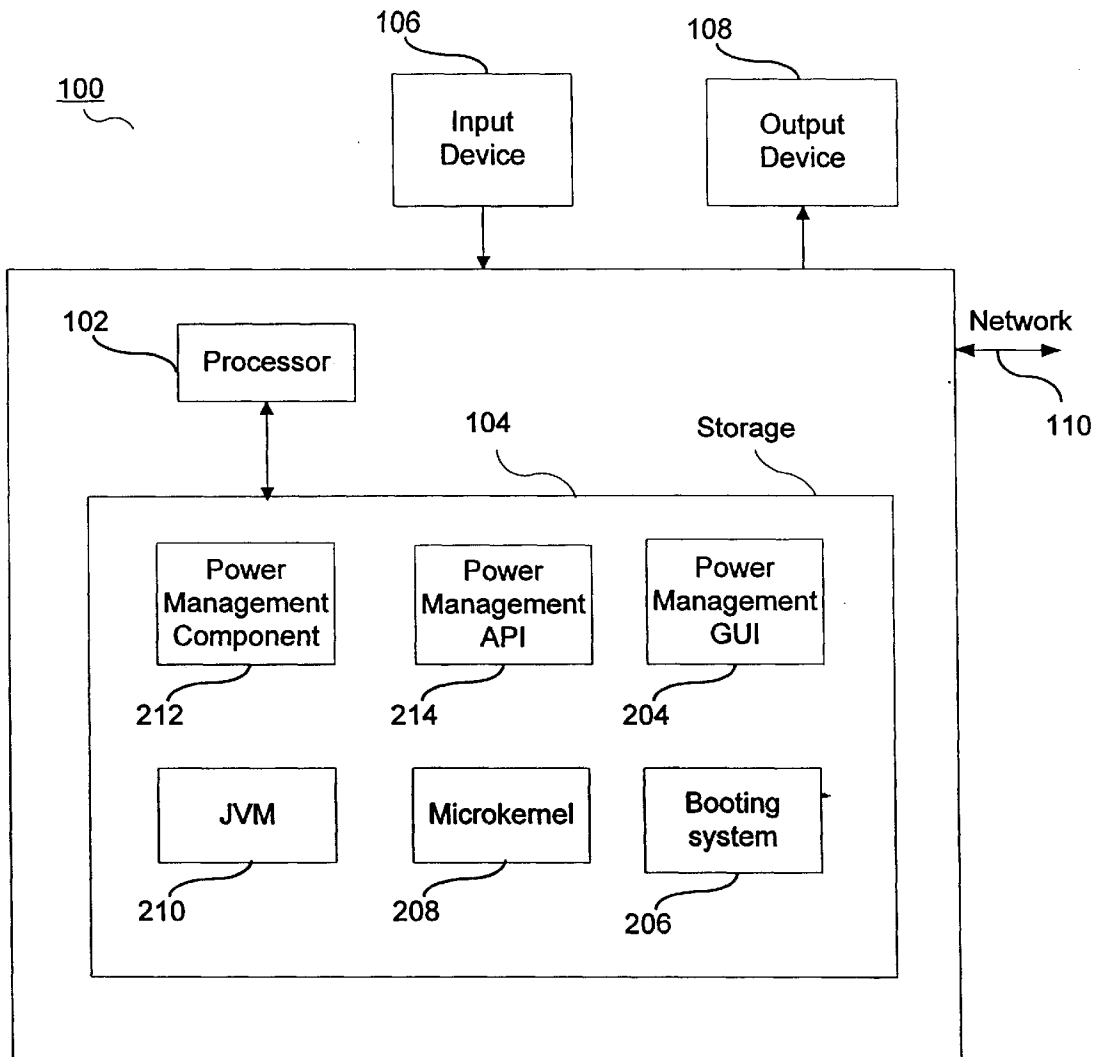 106
108
100
Input
Device
Output
Device
102
Processor
Network
110
104
Storage
Power
Management
Component
Power
Management
API
Power
Management
GUI
212
214
204
JVM
Microkernel
Booting
system
210
208
206